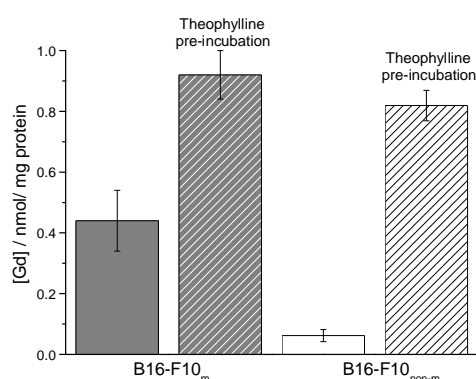 Theophylline
pre-incubation
Theophylline
pre-incubation
[Gd] / nmol/ mg protein
1.0
0.8
0.6
0.4
0.2
0.0
B16-F10m
B16-F10non-m